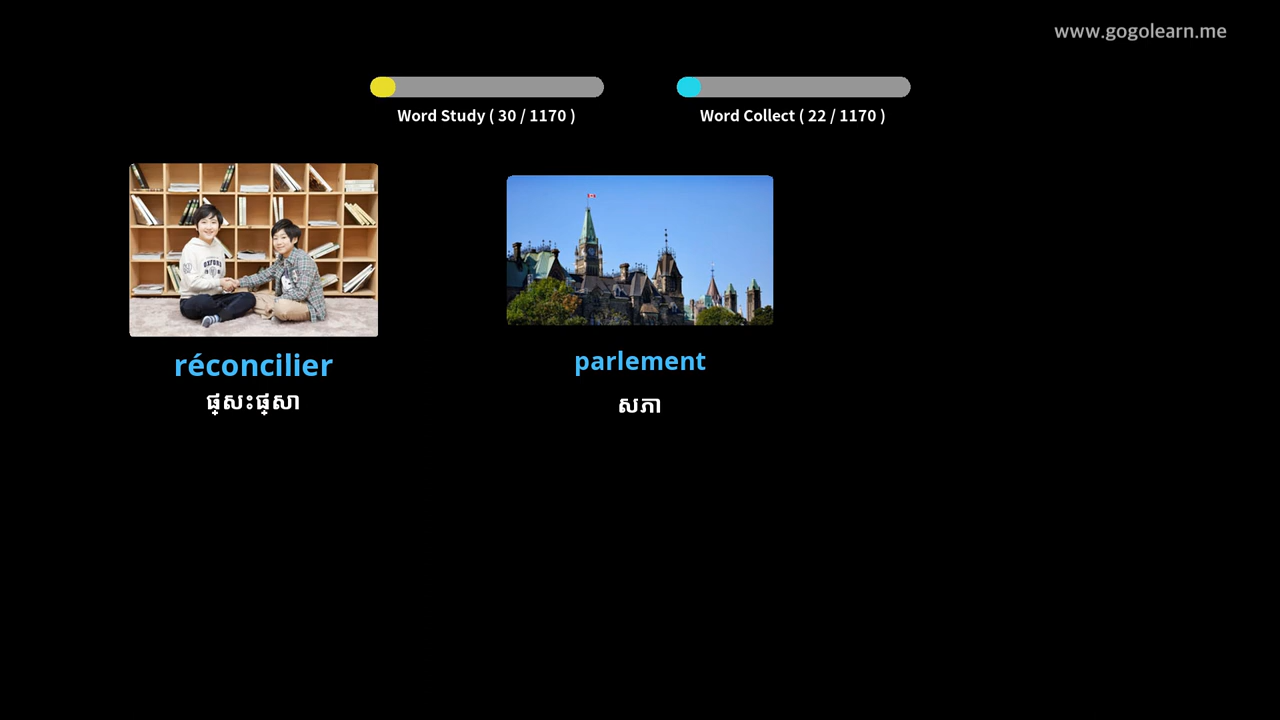 www.gogolearn.me
Word Study ( 30 / 1170 )
Word Collect ( 22 / 1170 )
réconcilier
ផ្សះផ្សា
parlement
សភា